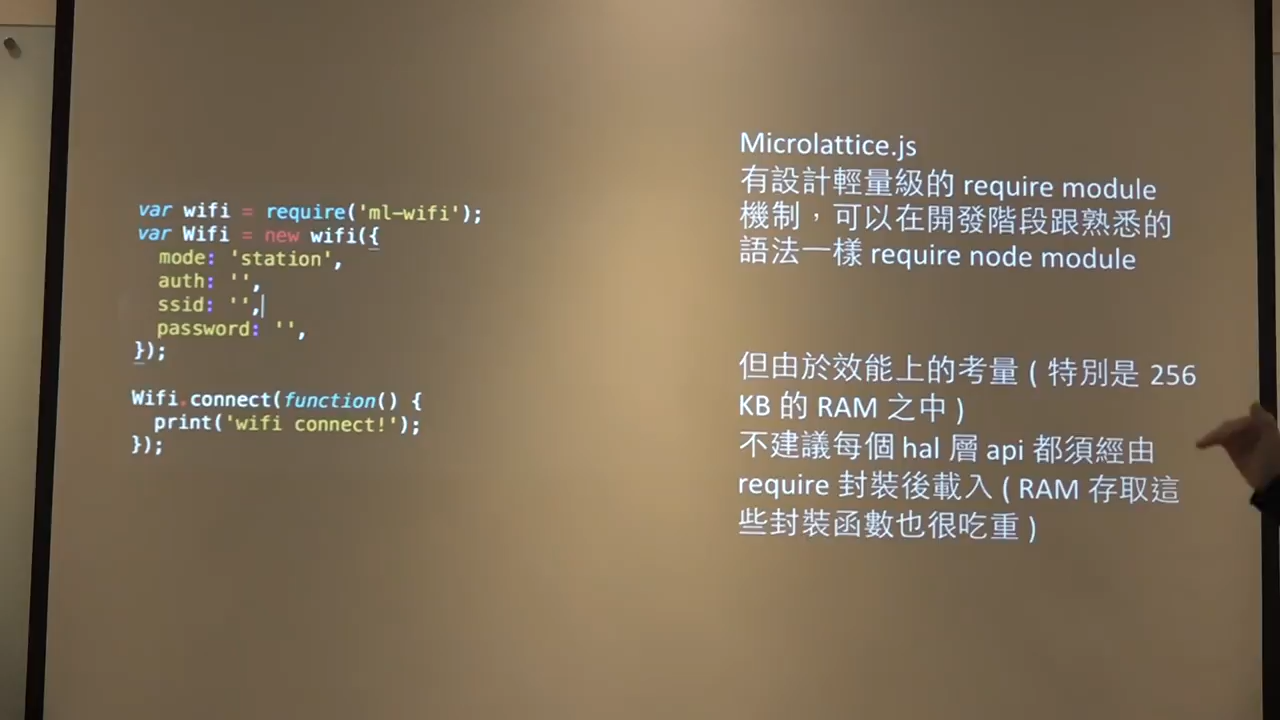 var wifi = require('ml-wifi');
var Wifi = new wifi({
  mode: 'station',
  auth: '',
  ssid: '',
  password: '',
});
Wifi.connect(function() {
  print('wifi connect!');
});
Microlattice.js
有設計輕量級的 require module
機制，可以在開發階段跟熟悉的
語法一樣 require node module
但由於效能上的考量 ( 特別是 256
KB 的 RAM 之中 )
不建議每個 hal 層 api 都須經由
require 封裝後載入 ( RAM 存取這
些封裝函數也很吃重 )